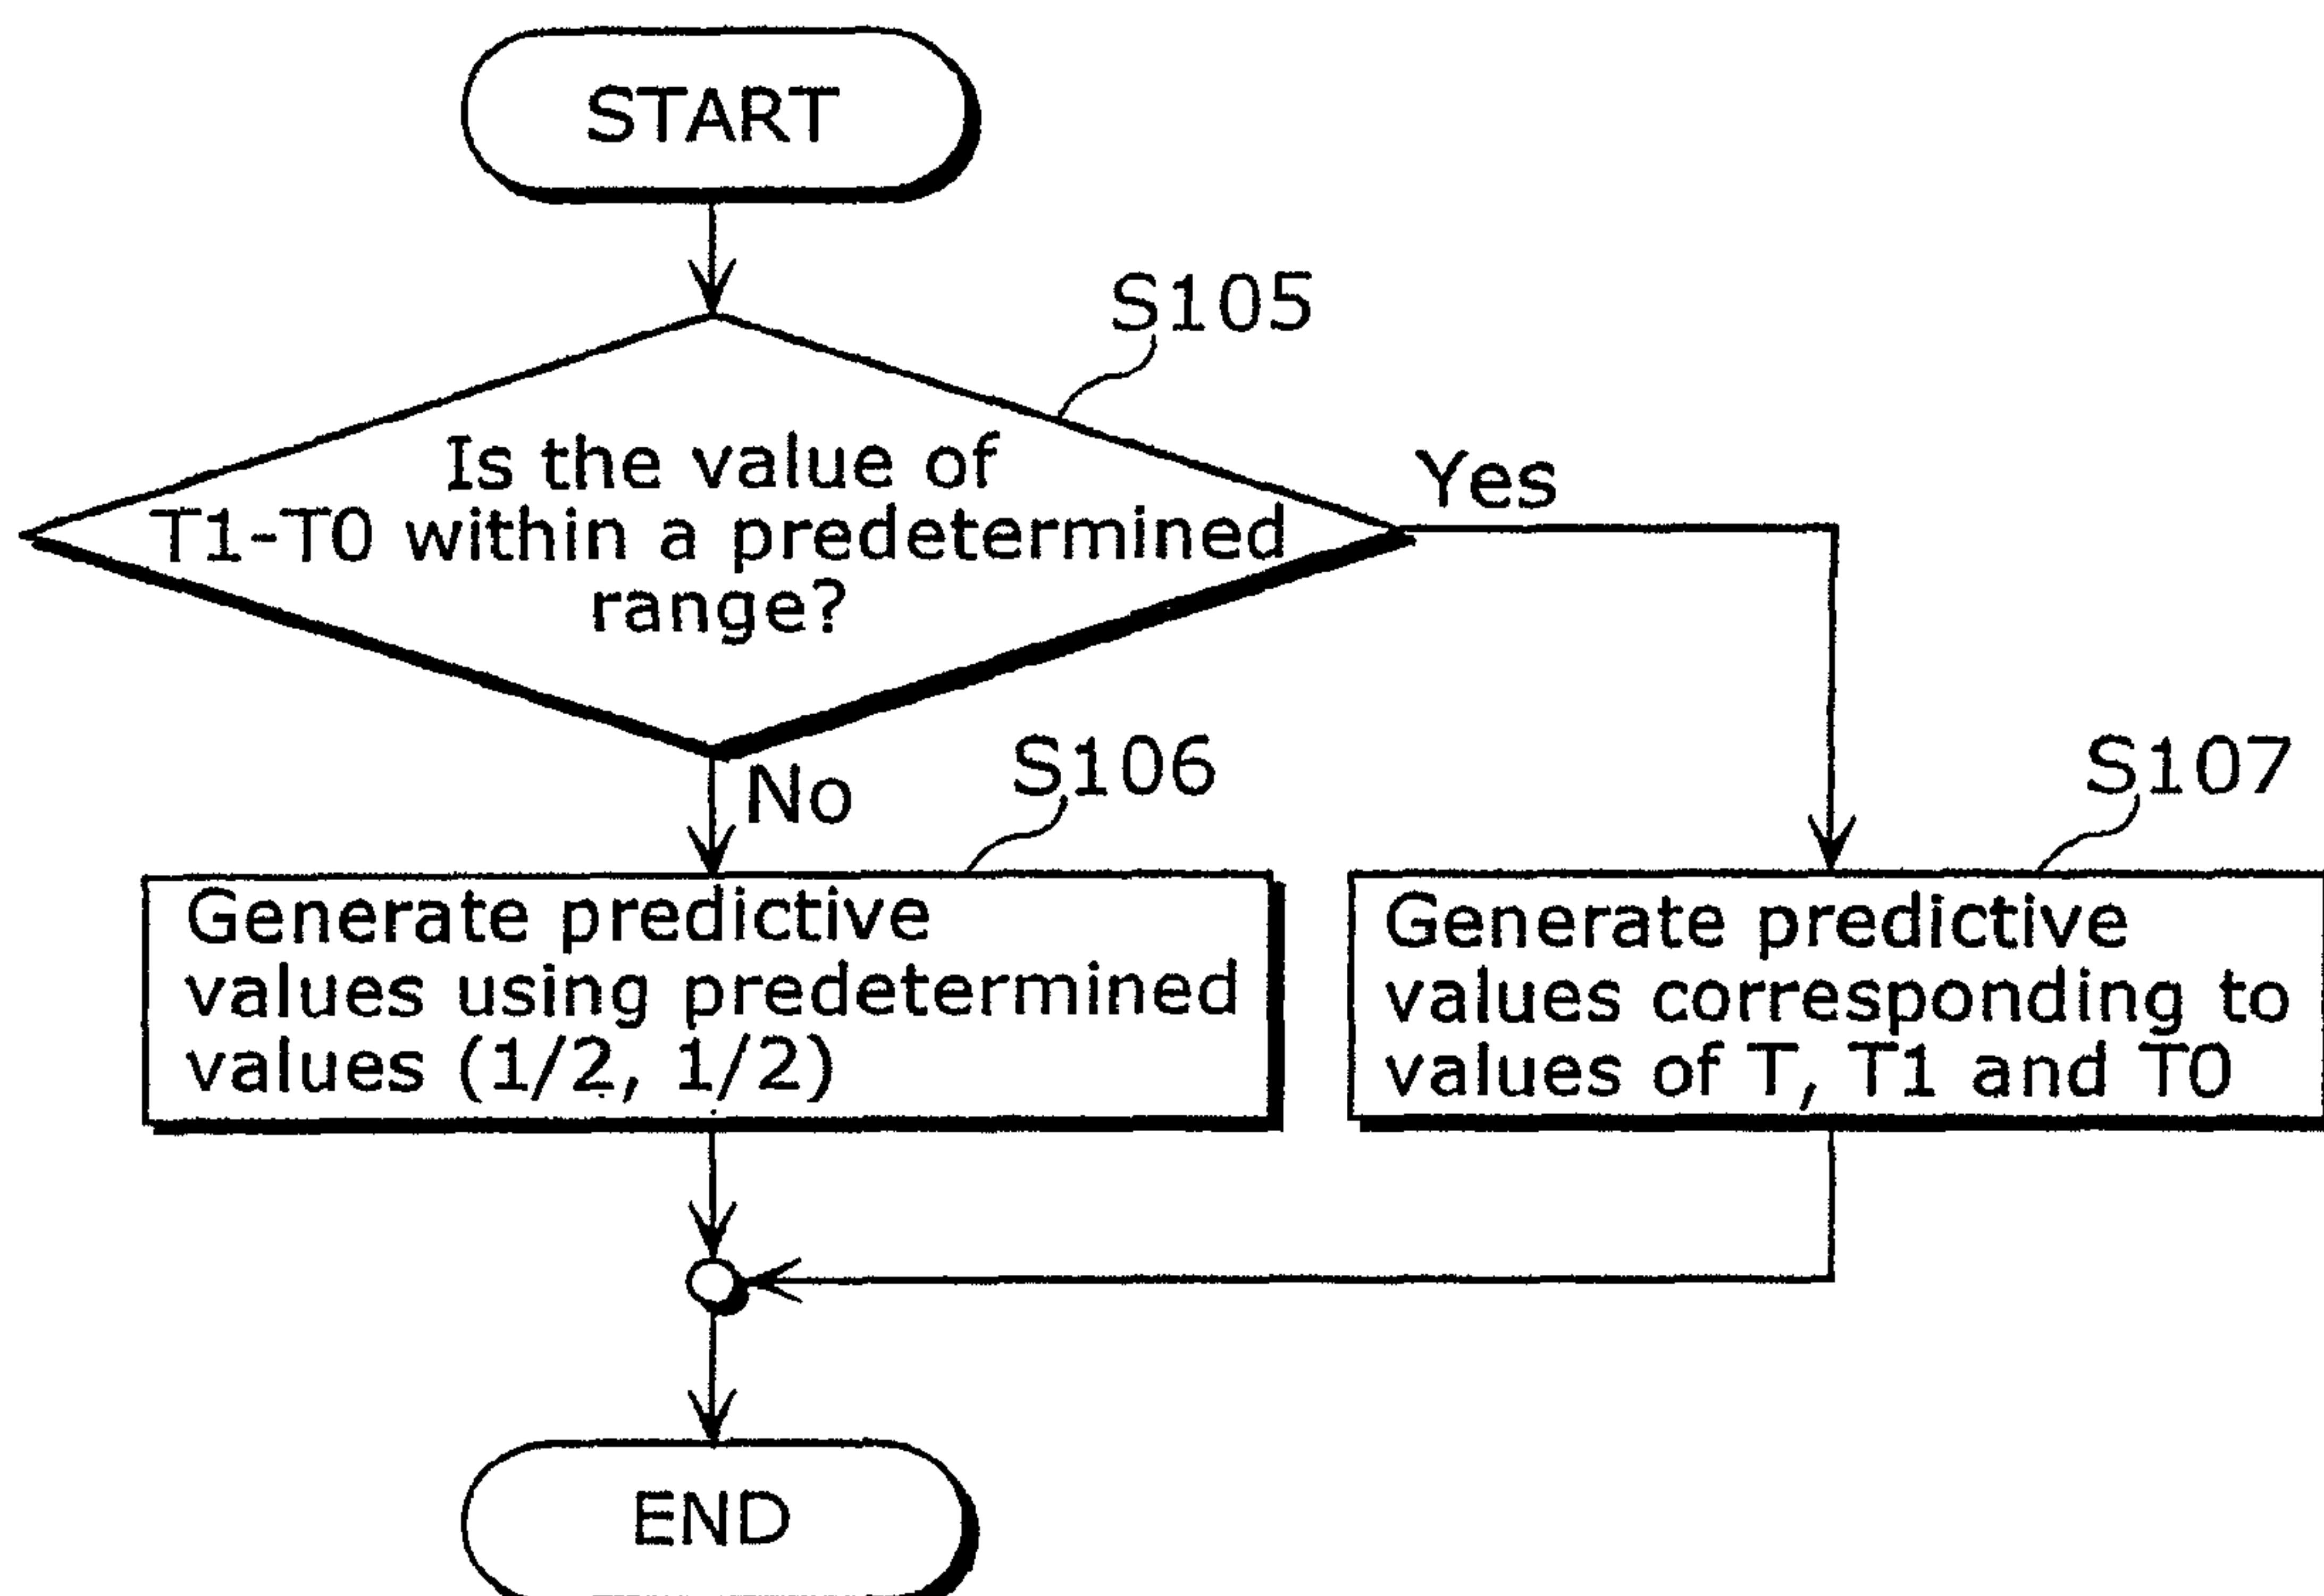 START
S105
Is the value of
T1-T0 within a predetermined
range?
Yes
No
S106
S107
Generate predictive
values using predetermined
values (1/2, 1/2)
Generate predictive
values corresponding to
values of T, T1 and T0
END